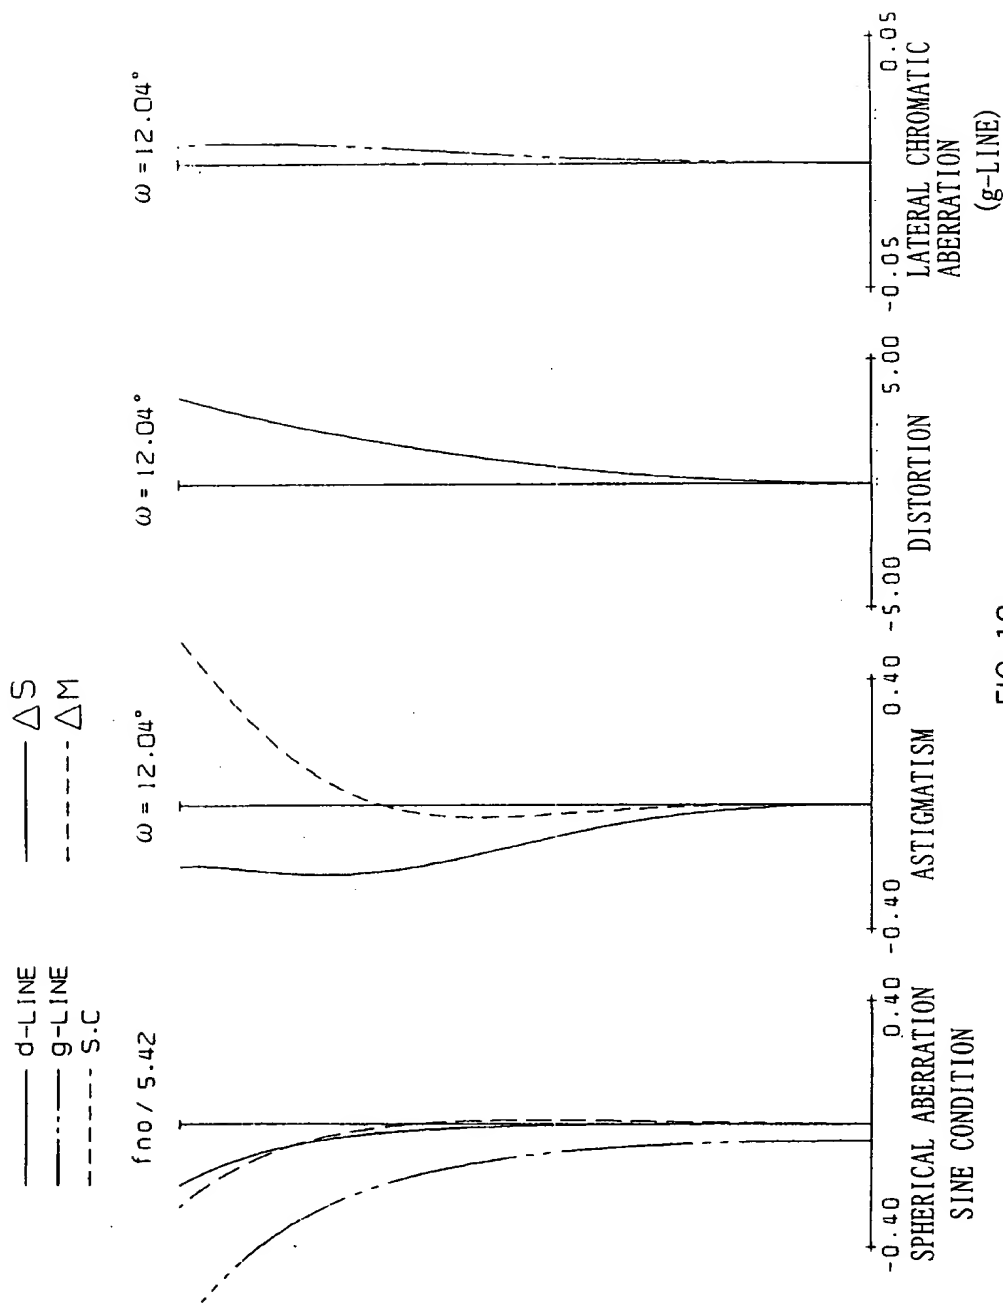 d-LINE
g-LINE
S.C
ΔS
ΔM
fno/5.42
-0.40
0.40
SPHERICAL ABERRATION
SINE CONDITION
ω=12.04°
-0.40
0.40
ASTIGMATISM
ω=12.04°
-5.00
5.00
DISTORTION
ω=12.04°
-0.05
0.05
LATERAL CHROMATIC
ABERRATION
(g-LINE)